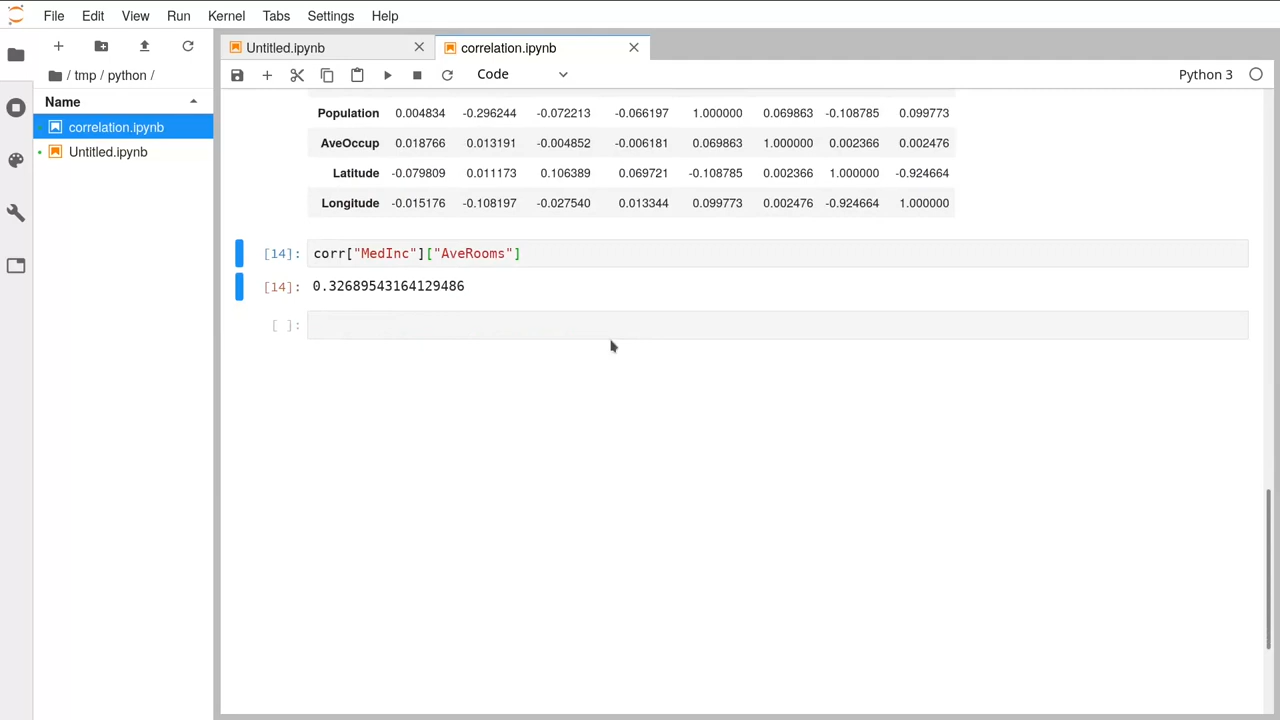 File Edit View Run Kernel Tabs Settings Help
Untitled.ipynb
correlation.ipynb
Code
Python 3
/ tmp / python /
Name
correlation.ipynb
Untitled.ipynb
Population 0.004834 -0.296244 -0.072213 -0.066197 1.000000 0.069863 -0.108785 0.099773
AveOccup 0.018766 0.013191 -0.004852 -0.006181 0.069863 1.000000 0.002366 0.002476
Latitude -0.079809 0.011173 0.106389 0.069721 -0.108785 0.002366 1.000000 -0.924664
Longitude -0.015176 -0.108197 -0.027540 0.013344 0.099773 0.002476 -0.924664 1.000000
[14]: corr["MedInc"]["AveRooms"]
[14]: 0.32689543164129486
[ ]: